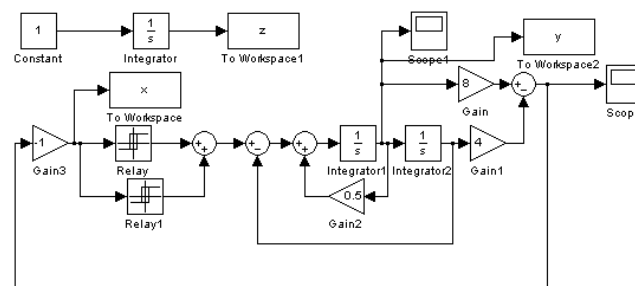 1
Constant
1
s
Integrator
z
To Workspace1
Scope1
y
To Workspace2
x
To Workspace
8
Gain
+
-
Scop
-1
Gain3
Relay
+
+
+
-
+
+
1
s
Integrator1
1
s
Integrator2
4
Gain1
Relay1
0.5
Gain2